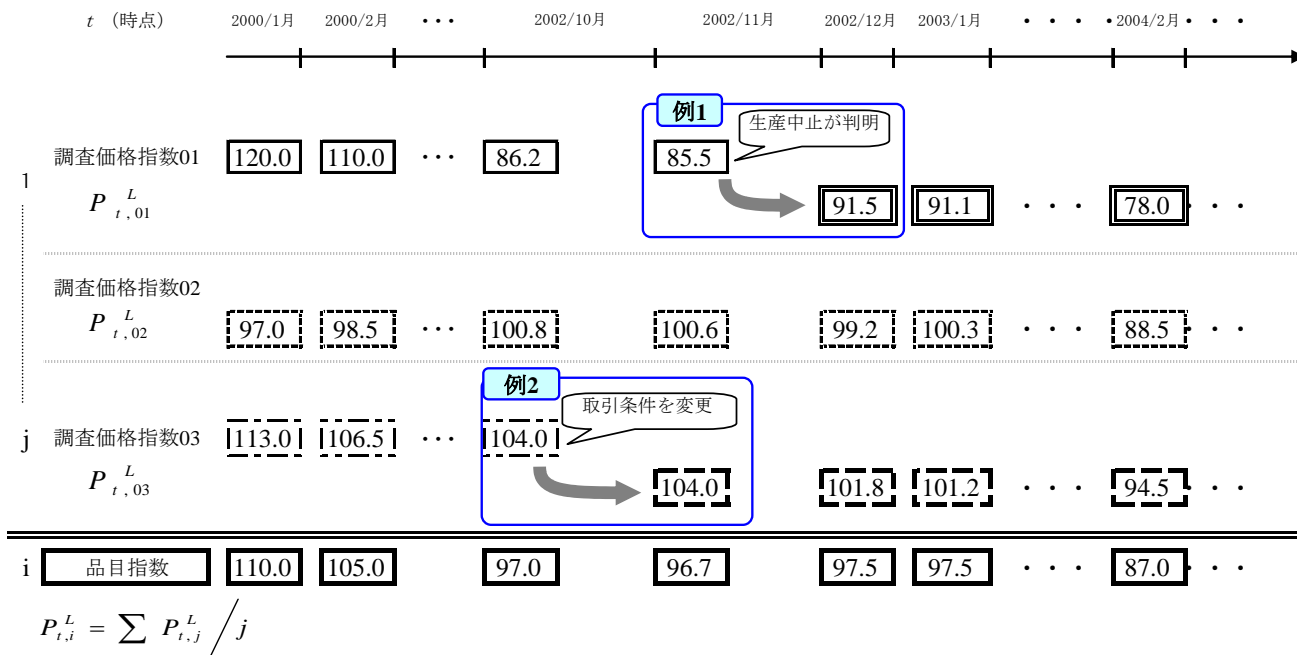 t （時点） 2000/1月 2000/2月 ・・・ 2002/10月 2002/11月 2002/12月 2003/1月 ・ ・ ・ ・ 2004/2月 ・ ・ ・
例1
生産中止が判明
調査価格指数01 120.0 110.0 ・・・ 86.2 85.5
1
P t , 01 L 91.5 91.1 ・ ・ ・ 78.0 ・ ・ ・
調査価格指数02
P t , 02 L 97.0 98.5 ・・・ 100.8 100.6 99.2 100.3 ・ ・ ・ 88.5 ・ ・ ・
例2
取引条件を変更
j 調査価格指数03 113.0 106.5 ・・・ 104.0
P t , 03 L 104.0 101.8 101.2 ・ ・ ・ 94.5 ・ ・ ・
i 品目指数 110.0 105.0 97.0 96.7 97.5 97.5 ・ ・ ・ 87.0 ・ ・ ・
P t,i L = ∑ P t,j L / j